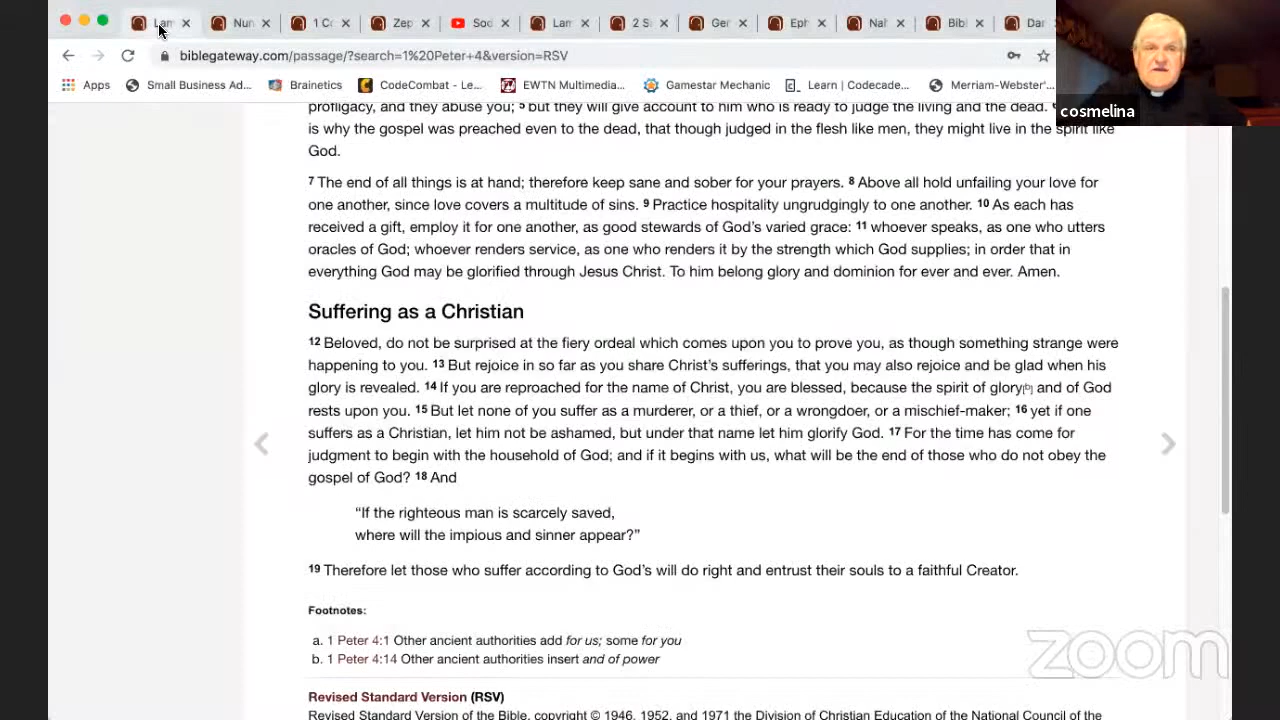 Lam
Nun
1 Co
Zep
Sod
Lam
2 S
Ger
Eph
Nah
Bibl
Dan
biblegateway.com/passage/?search=1%20Peter+4&version=RSV
Apps
Small Business Ad...
Brainetics
CodeCombat - Le...
EWTN Multimedia...
Gamestar Mechanic
Learn | Codecade...
Merriam-Webster'...
cosmelina
profligacy, and they abuse you; 5 but they will give account to him who is ready to judge the living and the dead.
is why the gospel was preached even to the dead, that though judged in the flesh like men, they might live in the spirit like
God.
7 The end of all things is at hand; therefore keep sane and sober for your prayers. 8 Above all hold unfailing your love for
one another, since love covers a multitude of sins. 9 Practice hospitality ungrudgingly to one another. 10 As each has
received a gift, employ it for one another, as good stewards of God's varied grace: 11 whoever speaks, as one who utters
oracles of God; whoever renders service, as one who renders it by the strength which God supplies; in order that in
everything God may be glorified through Jesus Christ. To him belong glory and dominion for ever and ever. Amen.
Suffering as a Christian
12 Beloved, do not be surprised at the fiery ordeal which comes upon you to prove you, as though something strange were
happening to you. 13 But rejoice in so far as you share Christ's sufferings, that you may also rejoice and be glad when his
glory is revealed. 14 If you are reproached for the name of Christ, you are blessed, because the spirit of glory[b] and of God
rests upon you. 15 But let none of you suffer as a murderer, or a thief, or a wrongdoer, or a mischief-maker; 16 yet if one
suffers as a Christian, let him not be ashamed, but under that name let him glorify God. 17 For the time has come for
judgment to begin with the household of God; and if it begins with us, what will be the end of those who do not obey the
gospel of God? 18 And
"If the righteous man is scarcely saved,
where will the impious and sinner appear?"
19 Therefore let those who suffer according to God's will do right and entrust their souls to a faithful Creator.
Footnotes:
a. 1 Peter 4:1 Other ancient authorities add for us; some for you
b. 1 Peter 4:14 Other ancient authorities insert and of power
zoom
Revised Standard Version (RSV)
Revised Standard Version of the Bible, copyright © 1946, 1952, and 1971 the Division of Christian Education of the National Council of the